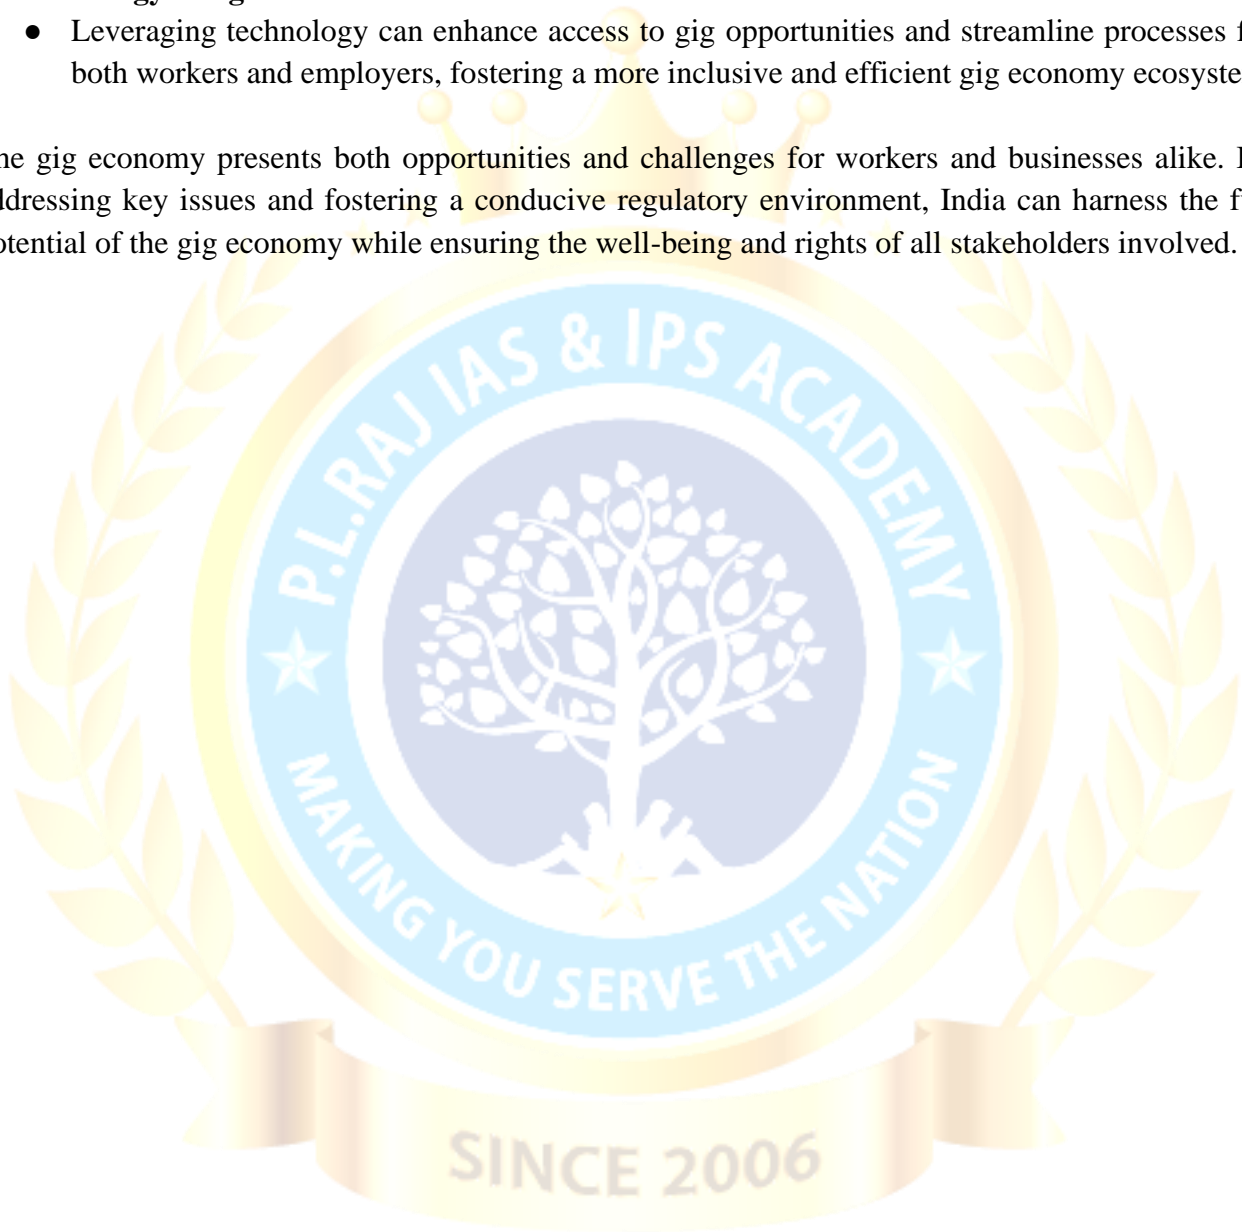 ● Leveraging technology can enhance access to gig opportunities and streamline processes f
both workers and employers, fostering a more inclusive and efficient gig economy ecosyste
he gig economy presents both opportunities and challenges for workers and businesses alike.
ddressing key issues and fostering a conducive regulatory environment, India can harness the fu
otential of the gig economy while ensuring the well-being and rights of all stakeholders involved.
P.L.RAJ IAS & IPS ACADEMY
MAKING YOU SERVE THE NATION
SINCE 2006